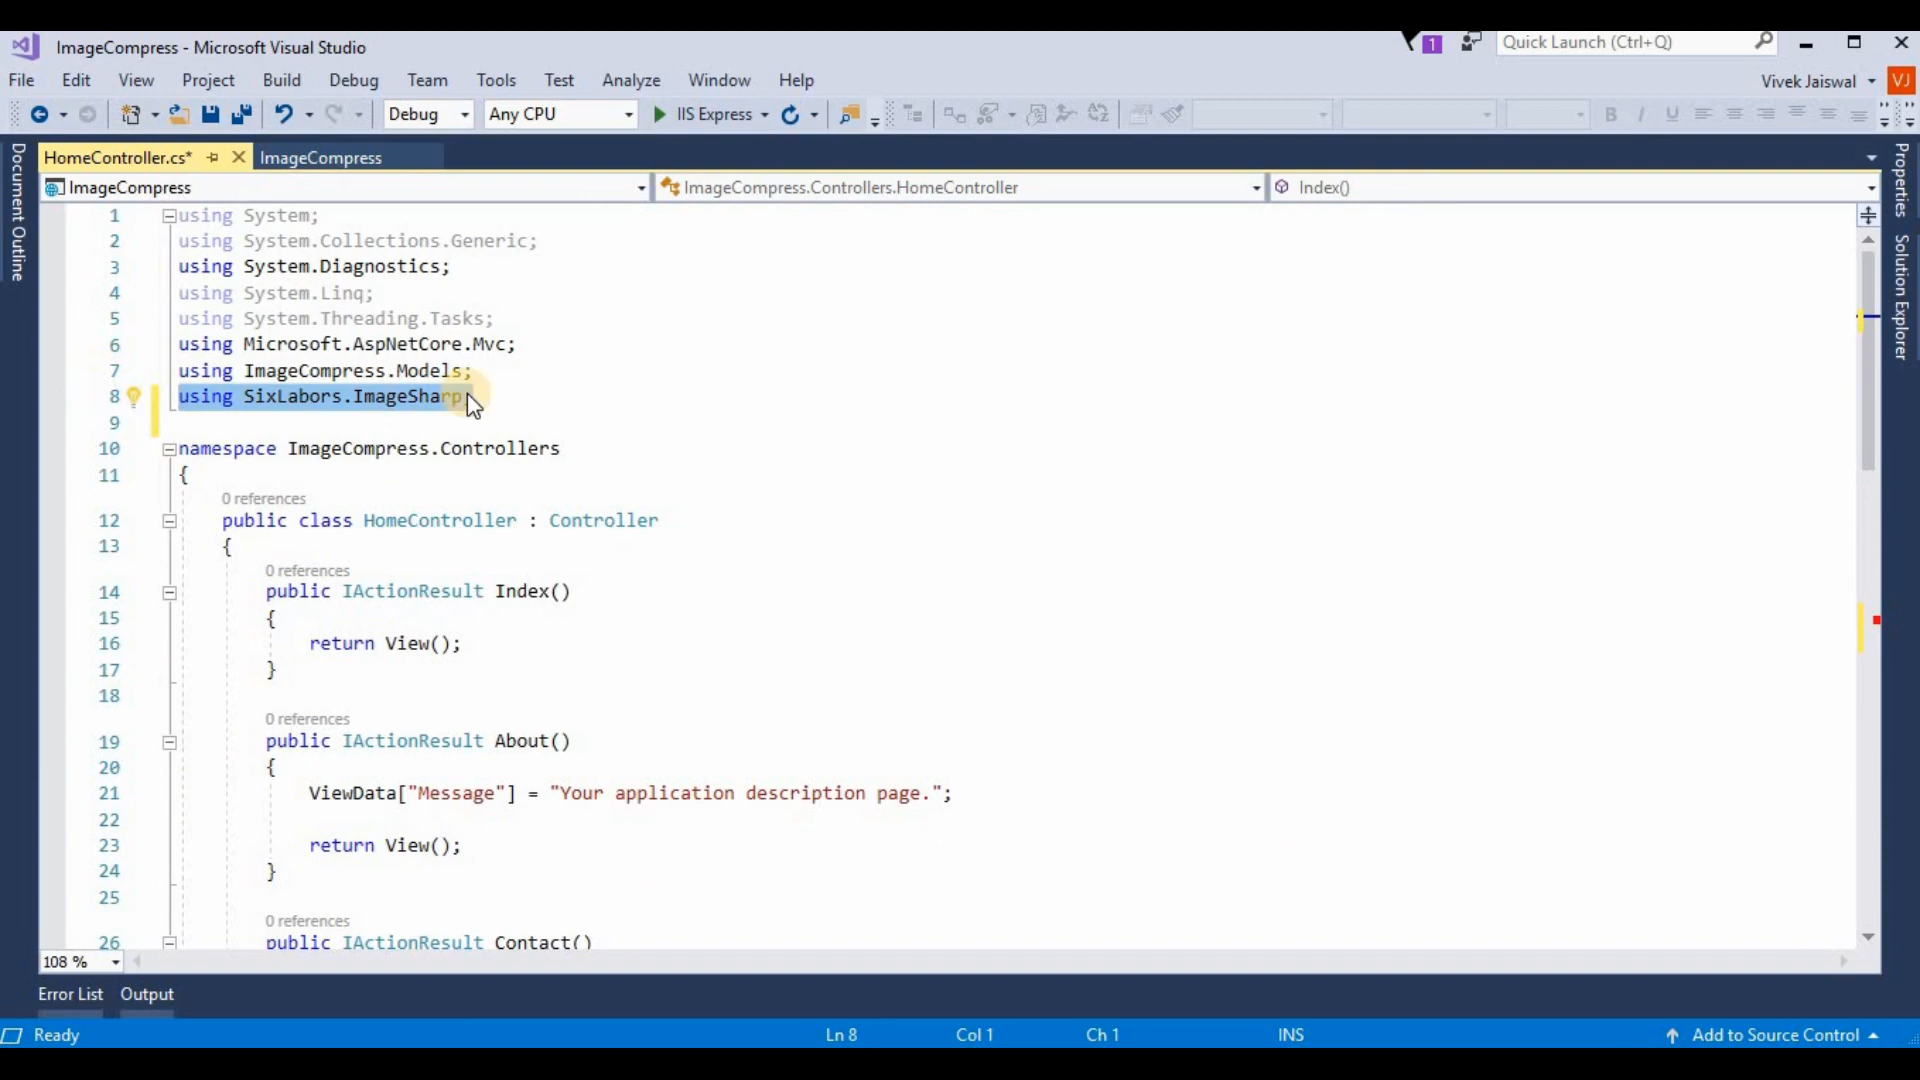 ImageCompress - Microsoft Visual Studio
1
Quick Launch (Ctrl+Q)
File Edit View Project Build Debug Team Tools Test Analyze Window Help
Vivek Jaiswal VJ
Debug Any CPU IIS Express B I U
Document Outline
HomeController.cs* ImageCompress
ImageCompress ImageCompress.Controllers.HomeController Index()
1 using System;
2 using System.Collections.Generic;
3 using System.Diagnostics;
4 using System.Linq;
5 using System.Threading.Tasks;
6 using Microsoft.AspNetCore.Mvc;
7 using ImageCompress.Models;
8 using SixLabors.ImageSharp;
9
10 namespace ImageCompress.Controllers
11 {
0 references
12 public class HomeController : Controller
13 {
0 references
14 public IActionResult Index()
15 {
16 return View();
17 }
18
0 references
19 public IActionResult About()
20 {
21 ViewData["Message"] = "Your application description page.";
22
23 return View();
24 }
25
0 references
26 public IActionResult Contact()
Properties
Solution Explorer
108 %
Error List Output
Ready Ln 8 Col 1 Ch 1 INS Add to Source Control